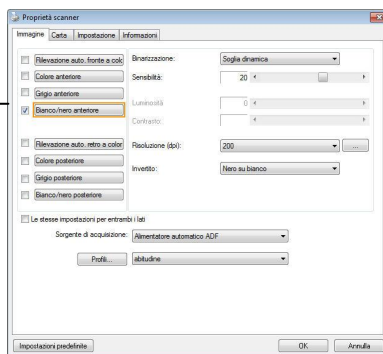 Proprietà scanner
Immagine Carta Impostazione Informazioni
Rilevazione auto. fronte a colo
Colore anteriore
Grigio anteriore
Bianco/nero anteriore
Rilevazione auto. retro a color
Colore posteriore
Grigio posteriore
Bianco/nero posteriore
Binarizzazione: Soglia dinamica
Sensibilità: 20
Luminosità 0
Contrasto:
Risoluzione (dpi): 200 ...
Invertito: Nero su bianco
Le stesse impostazioni per entrambi i lati
Sorgente di acquisizione: Alimentatore automatico ADF
Profili... abitudine
Impostazioni predefinite OK Annulla